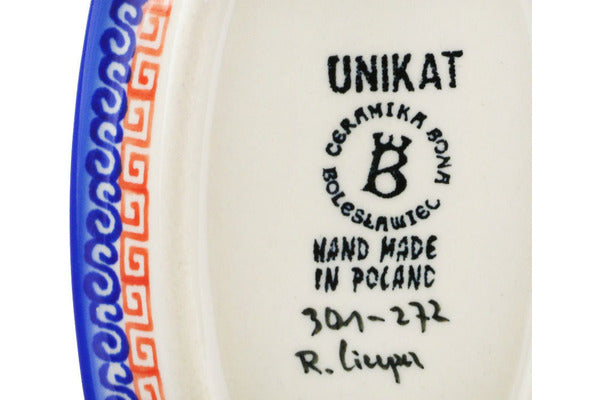 UNIKAT
CERAMIKA BONA
B
BOLESŁAWIEC
HAND MADE
IN POLAND
301-272
R.